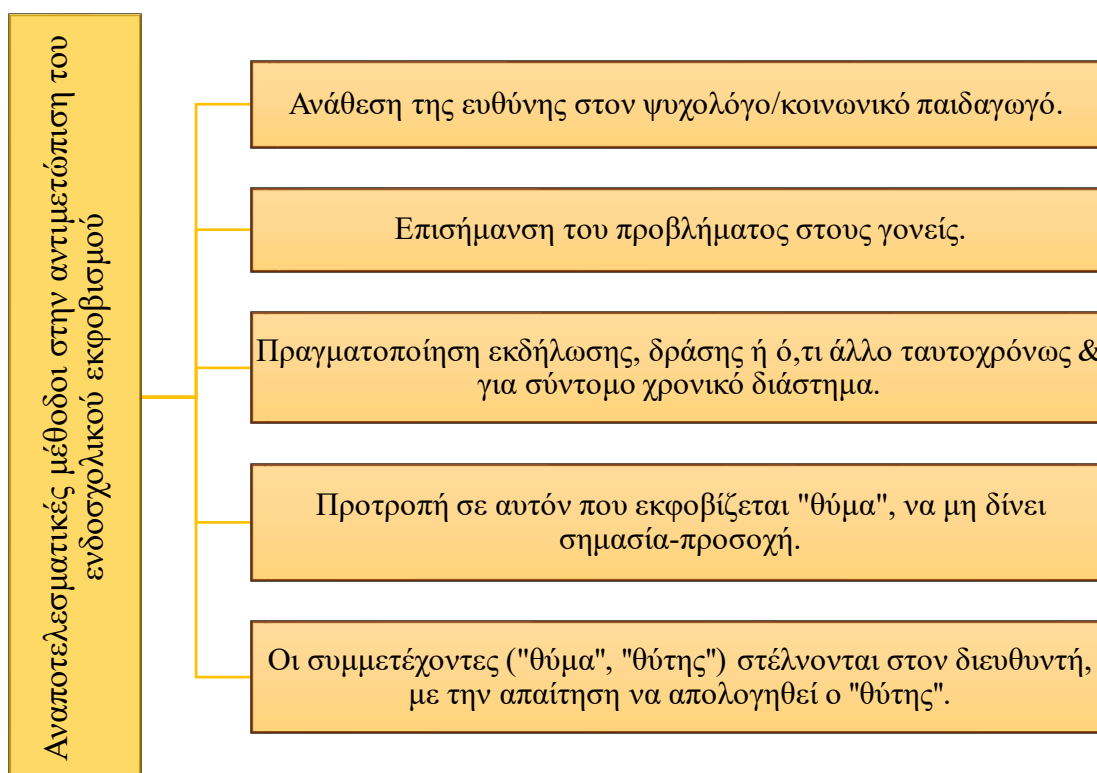 Αναποτελεσματικές μέθοδοι στην αντιμετώπιση του
ενδοσχολικού εκφοβισμού
Ανάθεση της ευθύνης στον ψυχολόγο/κοινωνικό παιδαγωγό.
Επισήμανση του προβλήματος στους γονείς.
Πραγματοποίηση εκδήλωσης, δράσης ή ό,τι άλλο ταυτοχρόνως &
για σύντομο χρονικό διάστημα.
Προτροπή σε αυτόν που εκφοβίζεται "θύμα", να μη δίνει
σημασία-προσοχή.
Οι συμμετέχοντες ("θύμα", "θύτης") στέλνονται στον διευθυντή,
με την απαίτηση να απολογηθεί ο "θύτης".